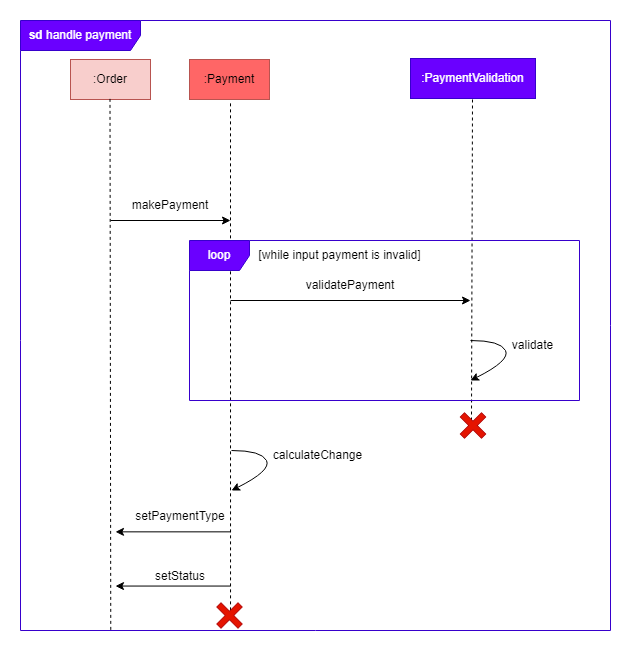 sd handle payment
:Order
:Payment
:PaymentValidation
makePayment
loop
[while input payment is invalid]
validatePayment
validate
calculateChange
setPaymentType
setStatus